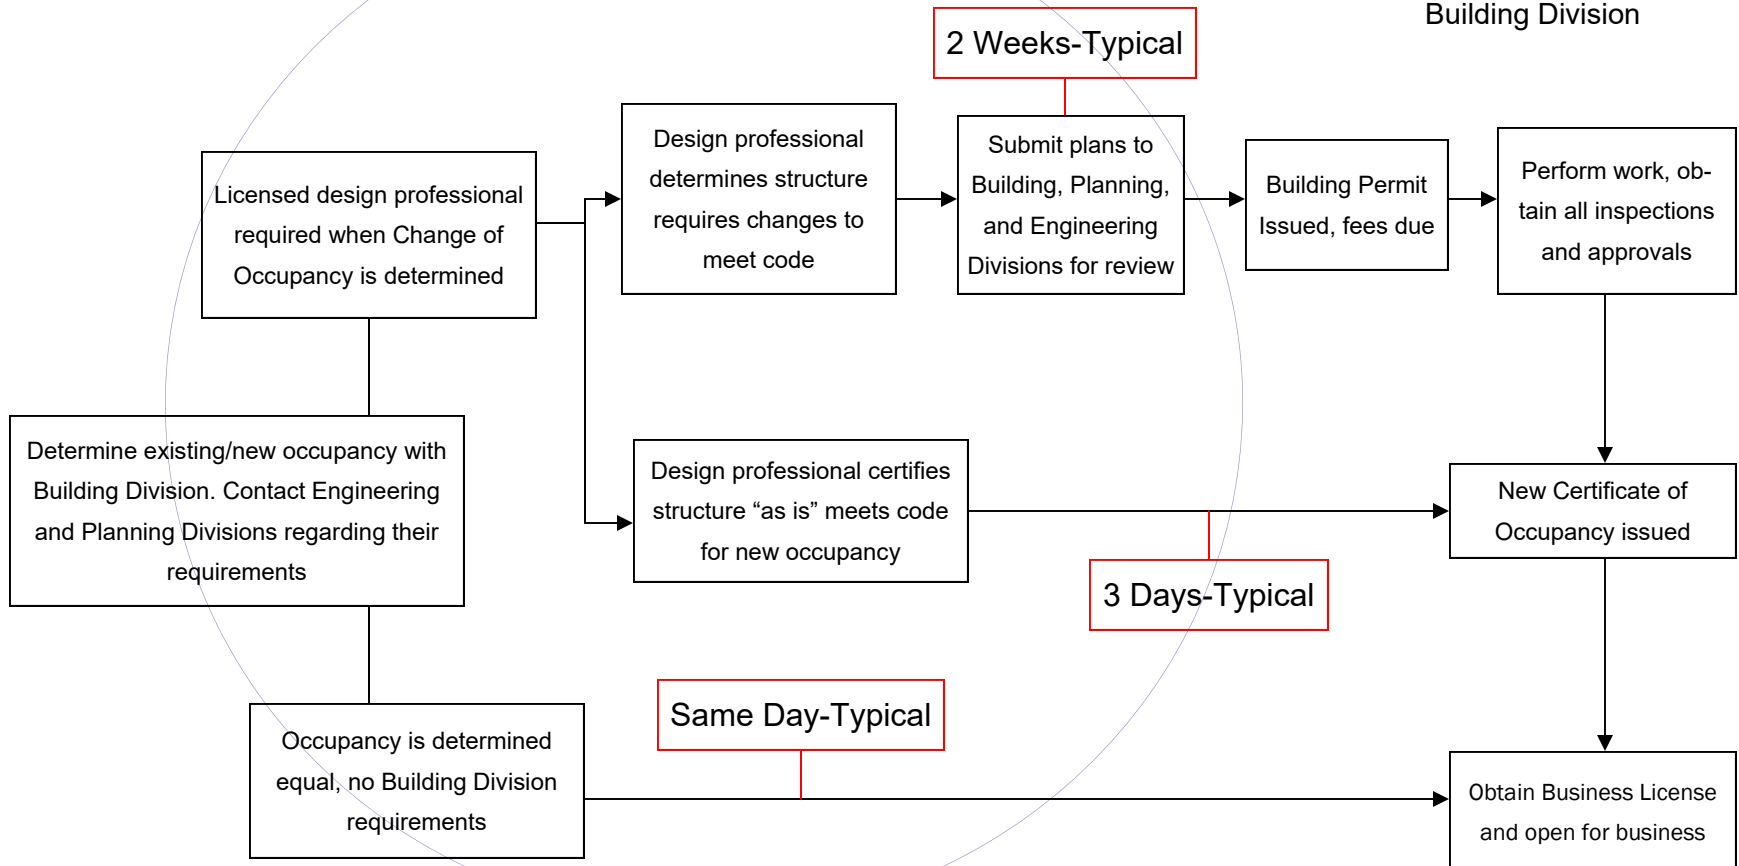 Building Division
2 Weeks-Typical
Licensed design professional
required when Change of
Occupancy is determined
Design professional
determines structure
requires changes to
meet code
Submit plans to
Building, Planning,
and Engineering
Divisions for review
Building Permit
Issued, fees due
Perform work, ob-
tain all inspections
and approvals
Determine existing/new occupancy with
Building Division. Contact Engineering
and Planning Divisions regarding their
requirements
Design professional certifies
structure “as is” meets code
for new occupancy
3 Days-Typical
New Certificate of
Occupancy issued
Occupancy is determined
equal, no Building Division
requirements
Same Day-Typical
Obtain Business License
and open for business